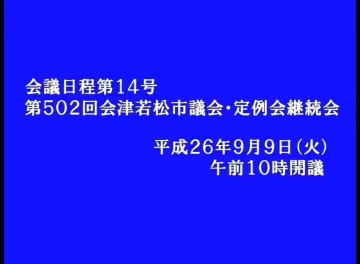 会議日程第14号
第502回会津若松市議会・定例会継続会
平成26年9月9日（火）
午前10時開議